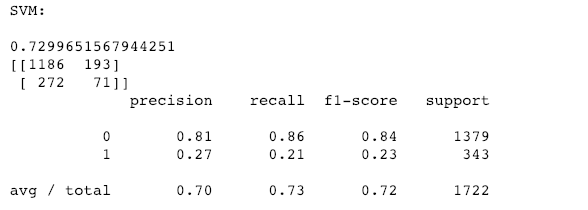 SVM:
0.7299651567944251
[[1186 193]
[ 272 71]]
precision recall f1-score support
0 0.81 0.86 0.84 1379
1 0.27 0.21 0.23 343
avg / total 0.70 0.73 0.72 1722